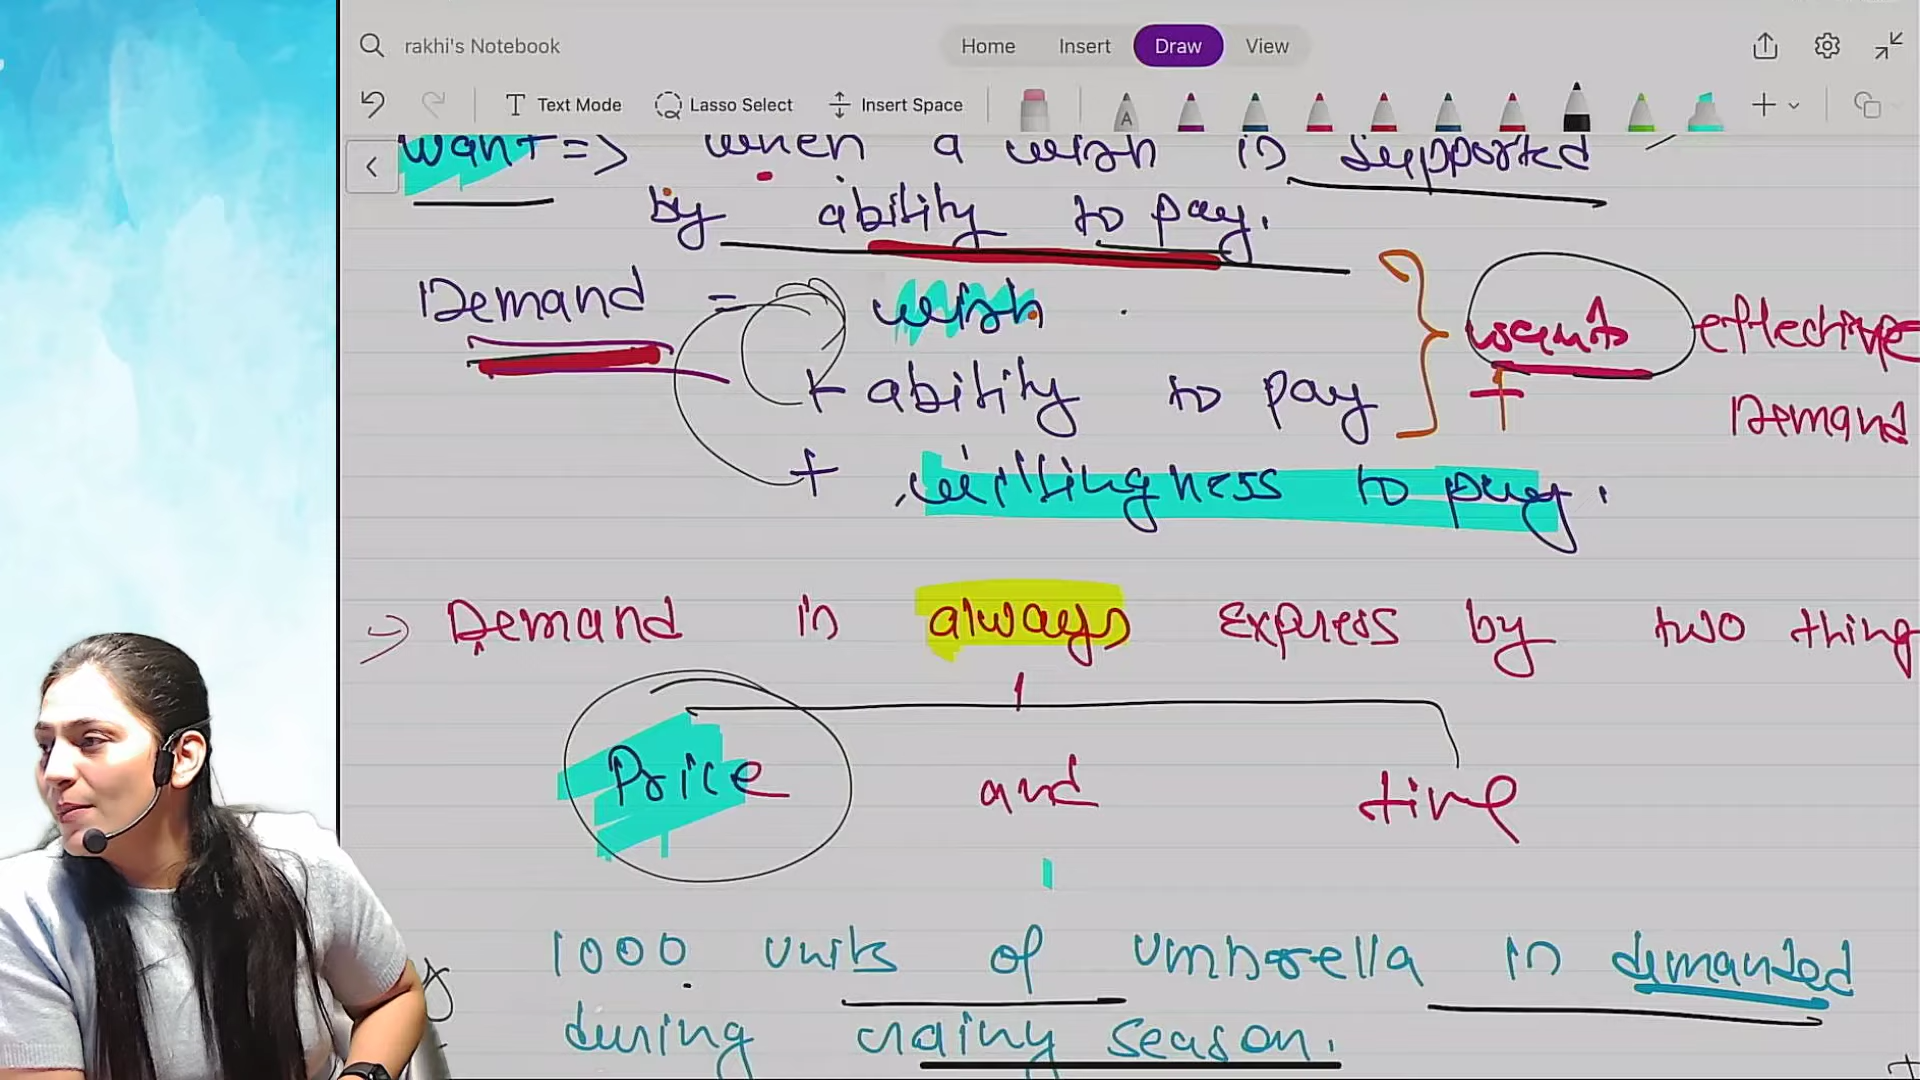 rakhi's Notebook
Home Insert Draw View
Text Mode Lasso Select Insert Space
want => when a wish is supported
by ability to pay.
Demand = wish
+ ability to pay
+ willingness to pay.
wants effective
+ Demand
=> Demand is always express by two thing
Price and time
1000 units of umbrella is demanded
during rainy season.